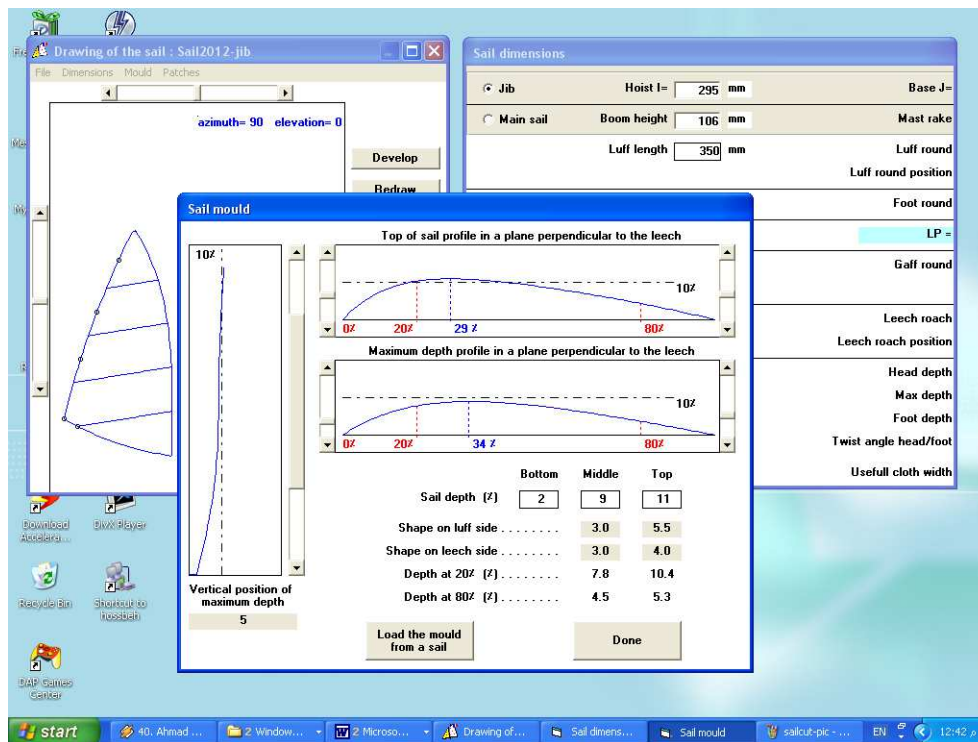 Drawing of the sail : Sail2012-jib
File Dimensions Mould Patches
azimuth= 90 elevation= 0
Develop
Redraw
Sail dimensions
Jib Hoist I= 295 mm Base J=
Main sail Boom height 106 mm Mast rake
Luff length 350 mm Luff round
Luff round position
Foot round
LP =
Gaff round
Leech roach
Leech roach position
Head depth
Max depth
Foot depth
Twist angle head/foot
Usefull cloth width
Sail mould
10%
Vertical position of
maximum depth
5
Top of sail profile in a plane perpendicular to the leech
10%
0% 20% 29 % 80%
Maximum depth profile in a plane perpendicular to the leech
10%
0% 20% 34 % 80%
Bottom Middle Top
Sail depth (%) 2 9 11
Shape on luff side . . . . . . . . 3.0 5.5
Shape on leech side . . . . . . . . 3.0 4.0
Depth at 20% (%) . . . . . . . . 7.8 10.4
Depth at 80% (%) . . . . . . . . 4.5 5.3
Load the mould
from a sail
Done
Download
Accelera...
DivX Player
Recycle Bin
Shortcut to
hosseh
DAP Games
Center
start 40. Ahmad ... 2 Window... 2 Microso... Drawing of... Sail dimens... Sail mould sailcut-pic - ... EN 12:42